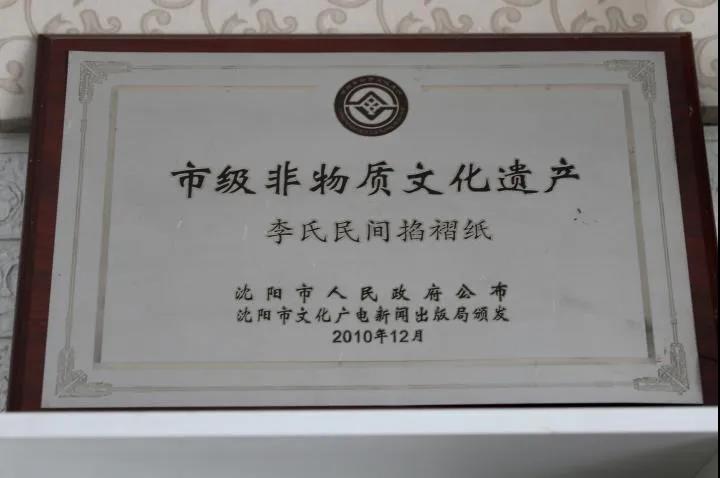 市级非物质文化遗产
李氏民间掐褶纸
沈阳市人民政府公布
沈阳市文化广电新闻出版局颁发
2010年12月